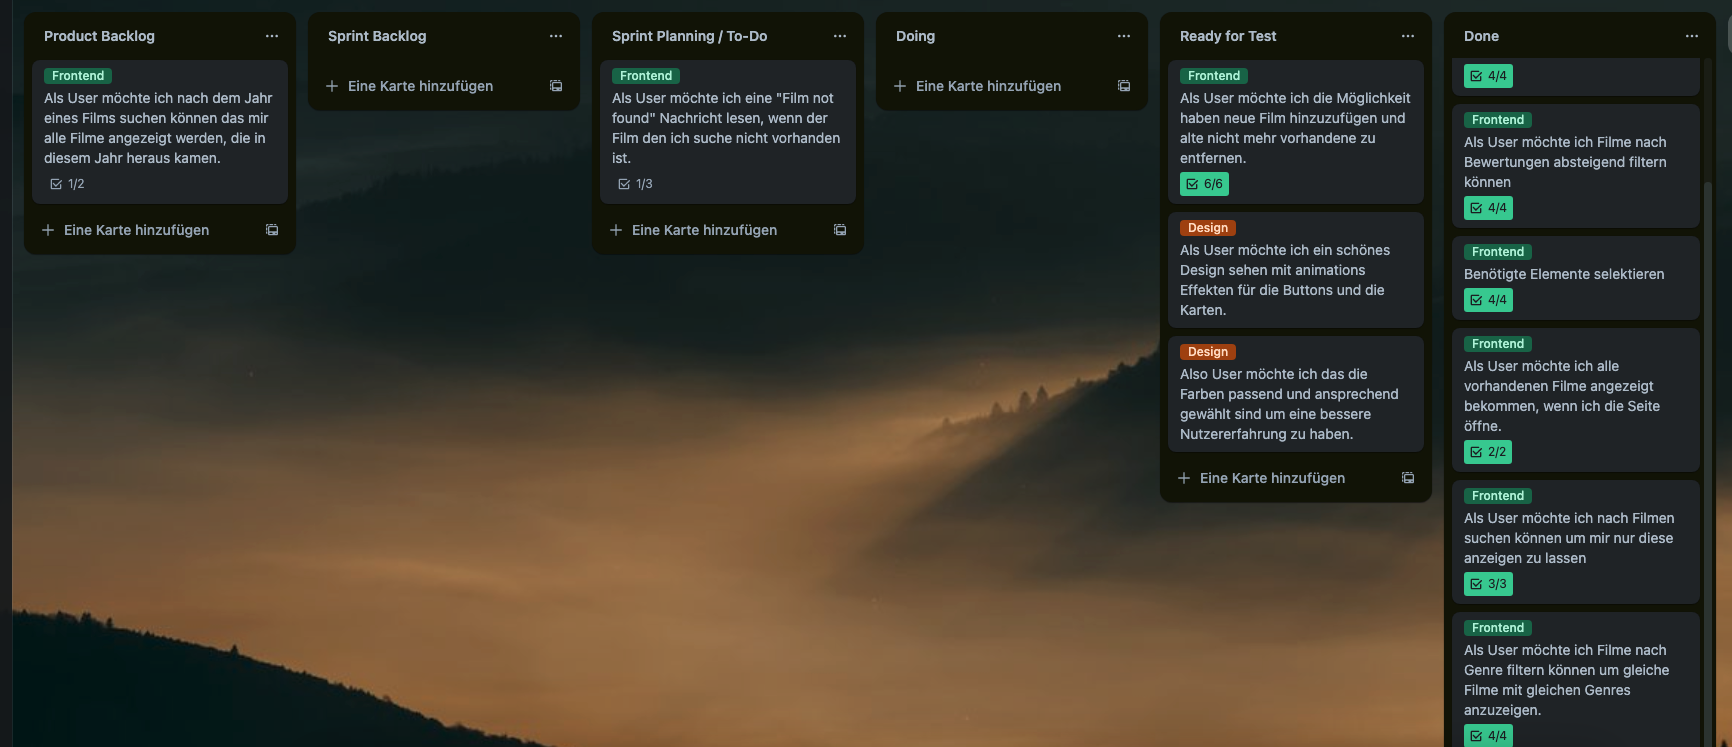 Product Backlog
Frontend
Als User möchte ich nach dem Jahr
eines Films suchen können das mir
alle Filme angezeigt werden, die in
diesem Jahr heraus kamen.
1/2
Eine Karte hinzufügen
Sprint Backlog
Eine Karte hinzufügen
Sprint Planning / To-Do
Frontend
Als User möchte ich eine "Film not
found" Nachricht lesen, wenn der
Film den ich suche nicht vorhanden
ist.
1/3
Eine Karte hinzufügen
Doing
Eine Karte hinzufügen
Ready for Test
Frontend
Als User möchte ich die Möglichkeit
haben neue Film hinzuzufügen und
alte nicht mehr vorhandene zu
entfernen.
6/6
Design
Als User möchte ich ein schönes
Design sehen mit animations
Effekten für die Buttons und die
Karten.
Design
Also User möchte ich das die
Farben passend und ansprechend
gewählt sind um eine bessere
Nutzererfahrung zu haben.
Eine Karte hinzufügen
Done
4/4
Frontend
Als User möchte ich Filme nach
Bewertungen absteigend filtern
können
4/4
Frontend
Benötigte Elemente selektieren
4/4
Frontend
Als User möchte ich alle
vorhandenen Filme angezeigt
bekommen, wenn ich die Seite
öffne.
2/2
Frontend
Als User möchte ich nach Filmen
suchen können um mir nur diese
anzeigen zu lassen
3/3
Frontend
Als User möchte ich Filme nach
Genre filtern können um gleiche
Filme mit gleichen Genres
anzuzeigen.
4/4